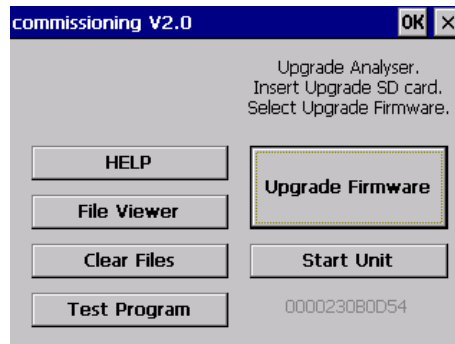 commissioning V2.0
OK ×
Upgrade Analyser.
Insert Upgrade SD card.
Select Upgrade Firmware.
HELP
Upgrade Firmware
File Viewer
Clear Files
Start Unit
Test Program
0000230B0D54